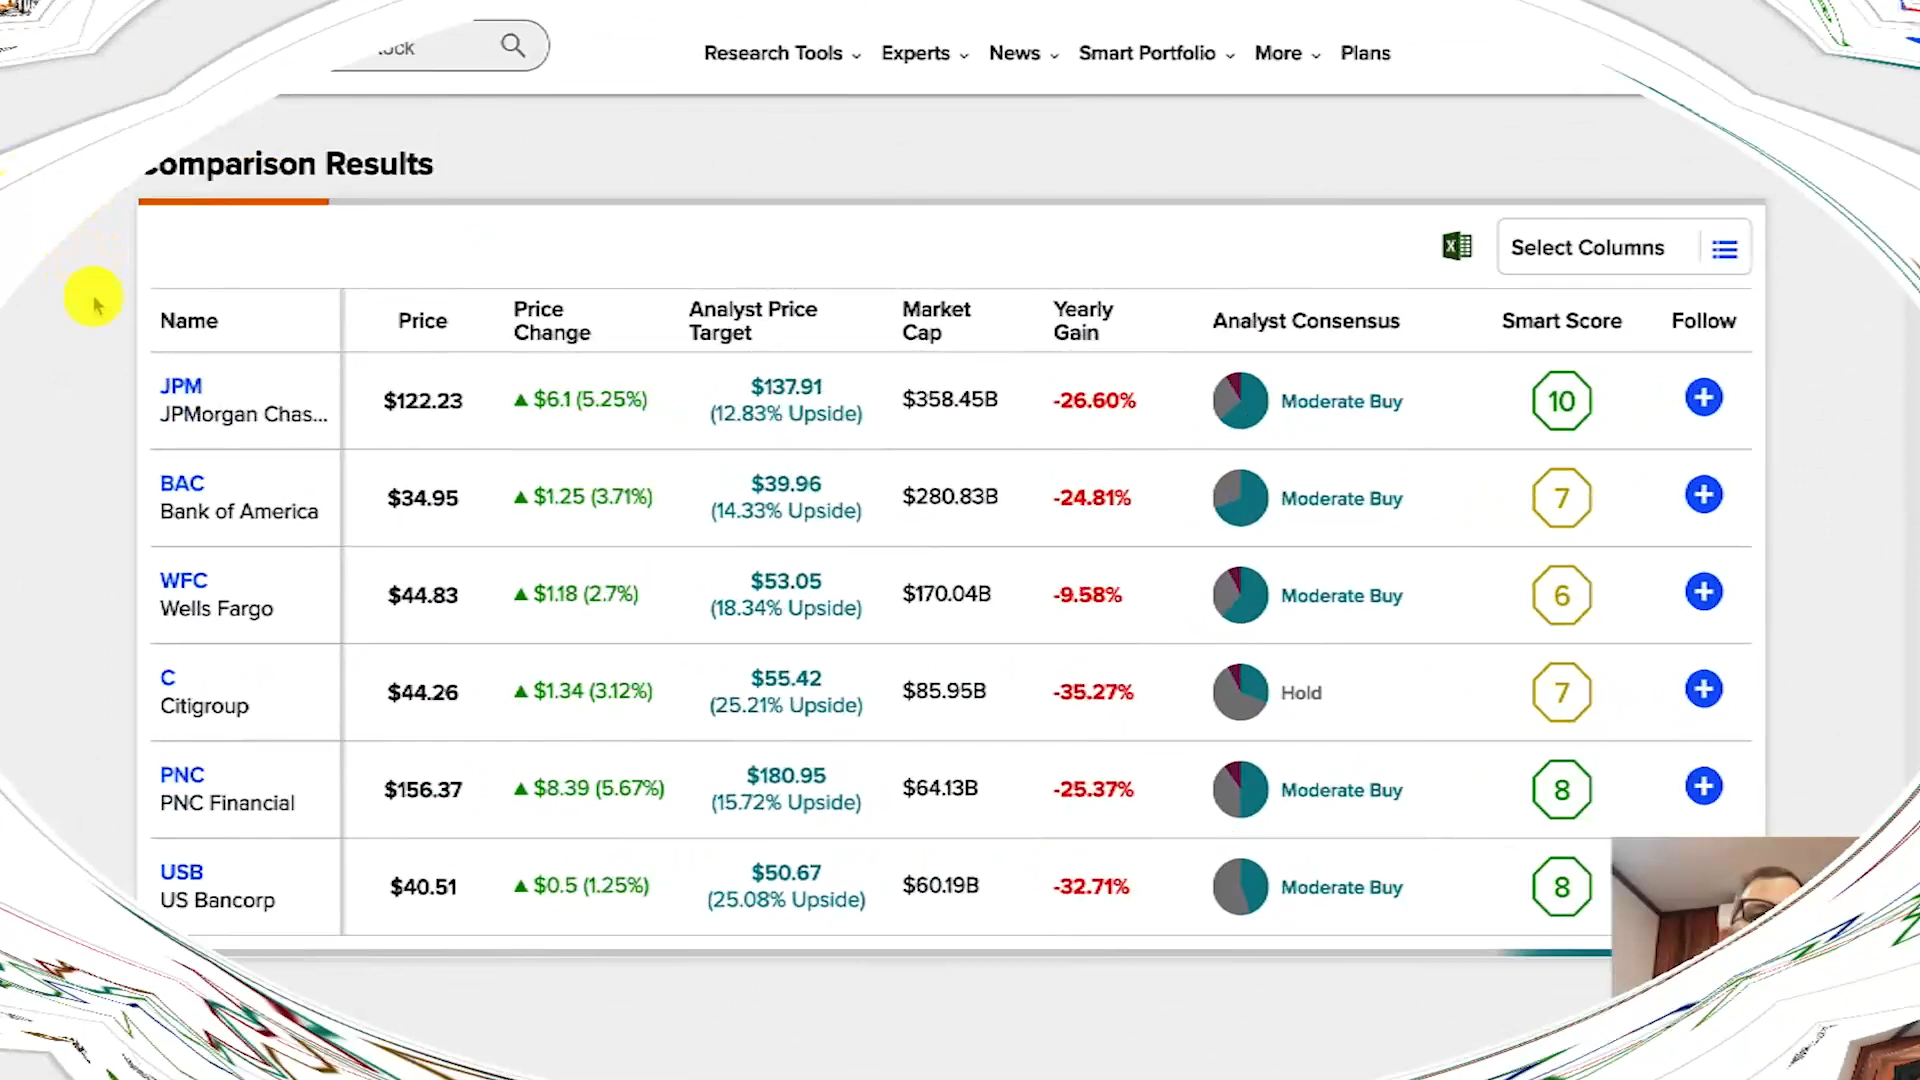 Research Tools Experts News Smart Portfolio More Plans
Comparison Results
Select Columns
Name Price Price Change Analyst Price Target Market Cap Yearly Gain Analyst Consensus Smart Score Follow
JPM
JPMorgan Chas... $122.23 $6.1 (5.25%) $137.91 (12.83% Upside) $358.45B -26.60% Moderate Buy 10
BAC
Bank of America $34.95 $1.25 (3.71%) $39.96 (14.33% Upside) $280.83B -24.81% Moderate Buy 7
WFC
Wells Fargo $44.83 $1.18 (2.7%) $53.05 (18.34% Upside) $170.04B -9.58% Moderate Buy 6
C
Citigroup $44.26 $1.34 (3.12%) $55.42 (25.21% Upside) $85.95B -35.27% Hold 7
PNC
PNC Financial $156.37 $8.39 (5.67%) $180.95 (15.72% Upside) $64.13B -25.37% Moderate Buy 8
USB
US Bancorp $40.51 $0.5 (1.25%) $50.67 (25.08% Upside) $60.19B -32.71% Moderate Buy 8